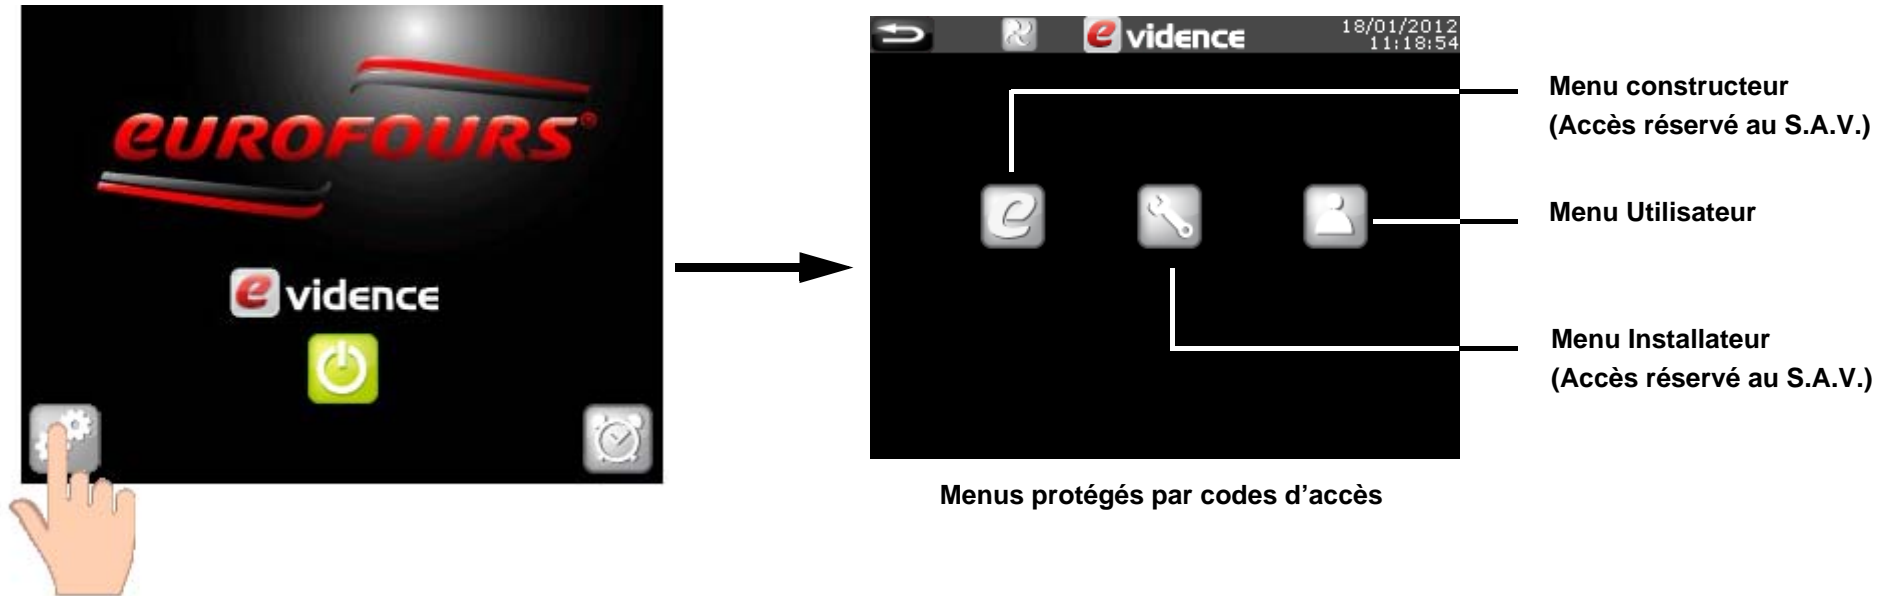 eUROFOURS®
evidence
evidence
18/01/2012
11:18:54
Menu constructeur
(Accès réservé au S.A.V.)
e
Menu Utilisateur
Menu Installateur
(Accès réservé au S.A.V.)
Menus protégés par codes d’accès